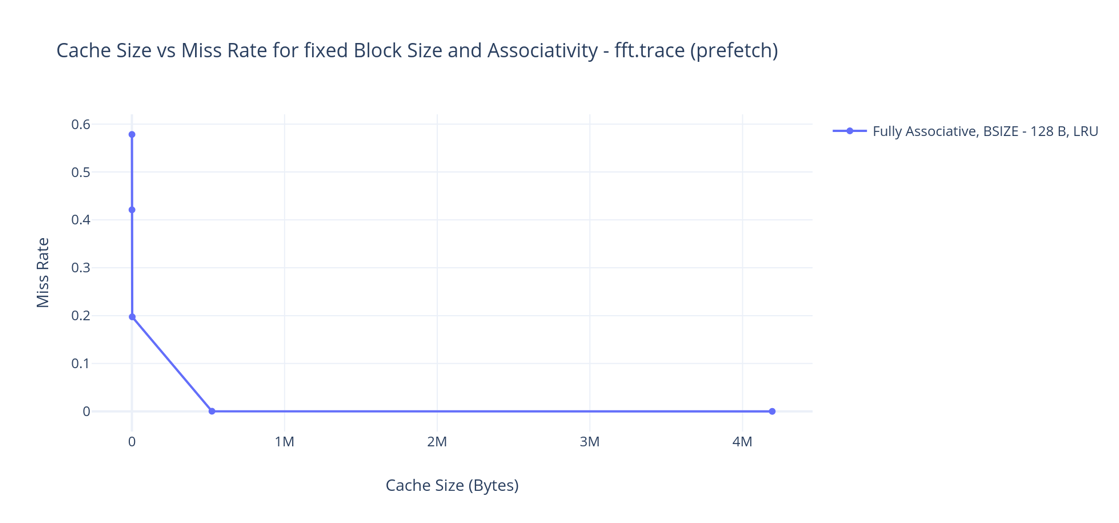 Cache Size vs Miss Rate for fixed Block Size and Associativity - fft.trace (prefetch)
Fully Associative, BSIZE - 128 B, LRU
Miss Rate
0.6
0.5
0.4
0.3
0.2
0.1
0
0
1M
2M
3M
4M
Cache Size (Bytes)